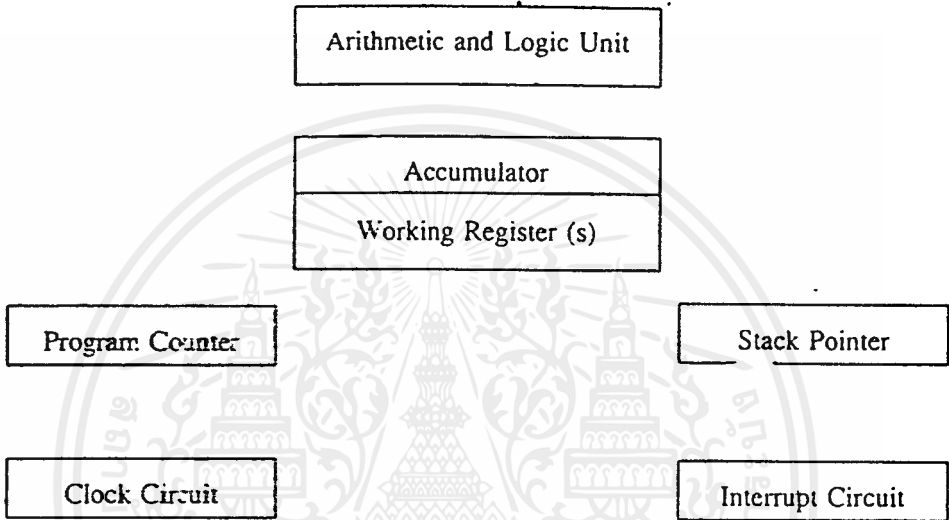 Arithmetic and Logic Unit
Accumulator
Working Register (s)
Program Counter
Stack Pointer
Clock Circuit
Interrupt Circuit